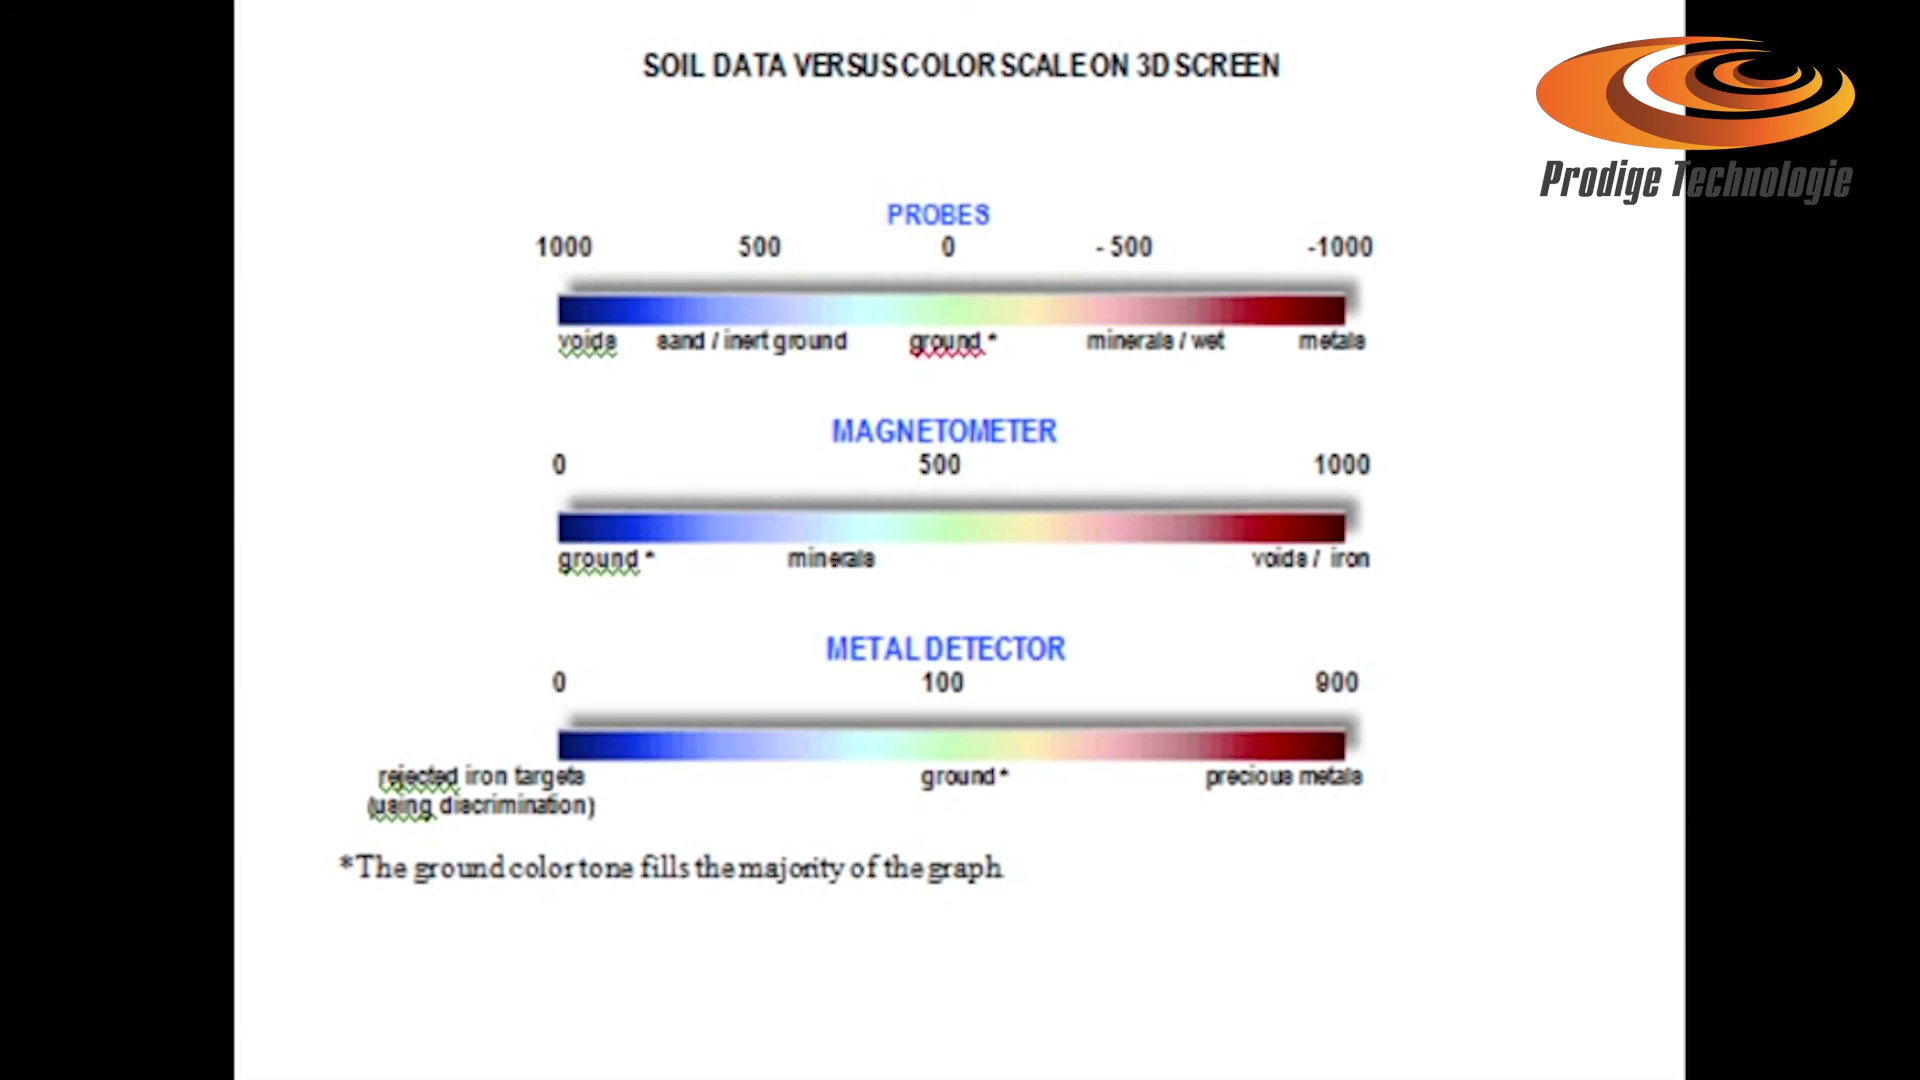 SOIL DATA VERSUS COLOR SCALE ON 3D SCREEN
Prodige Technologie
PROBES
1000 500 0 - 500 -1000
voids sand / inert ground ground * minerals / wet metals
MAGNETOMETER
0 500 1000
ground * minerals voids / iron
METAL DETECTOR
0 100 900
rejected iron targets ground * precious metals
(using discrimination)
*The ground color tone fills the majority of the graph